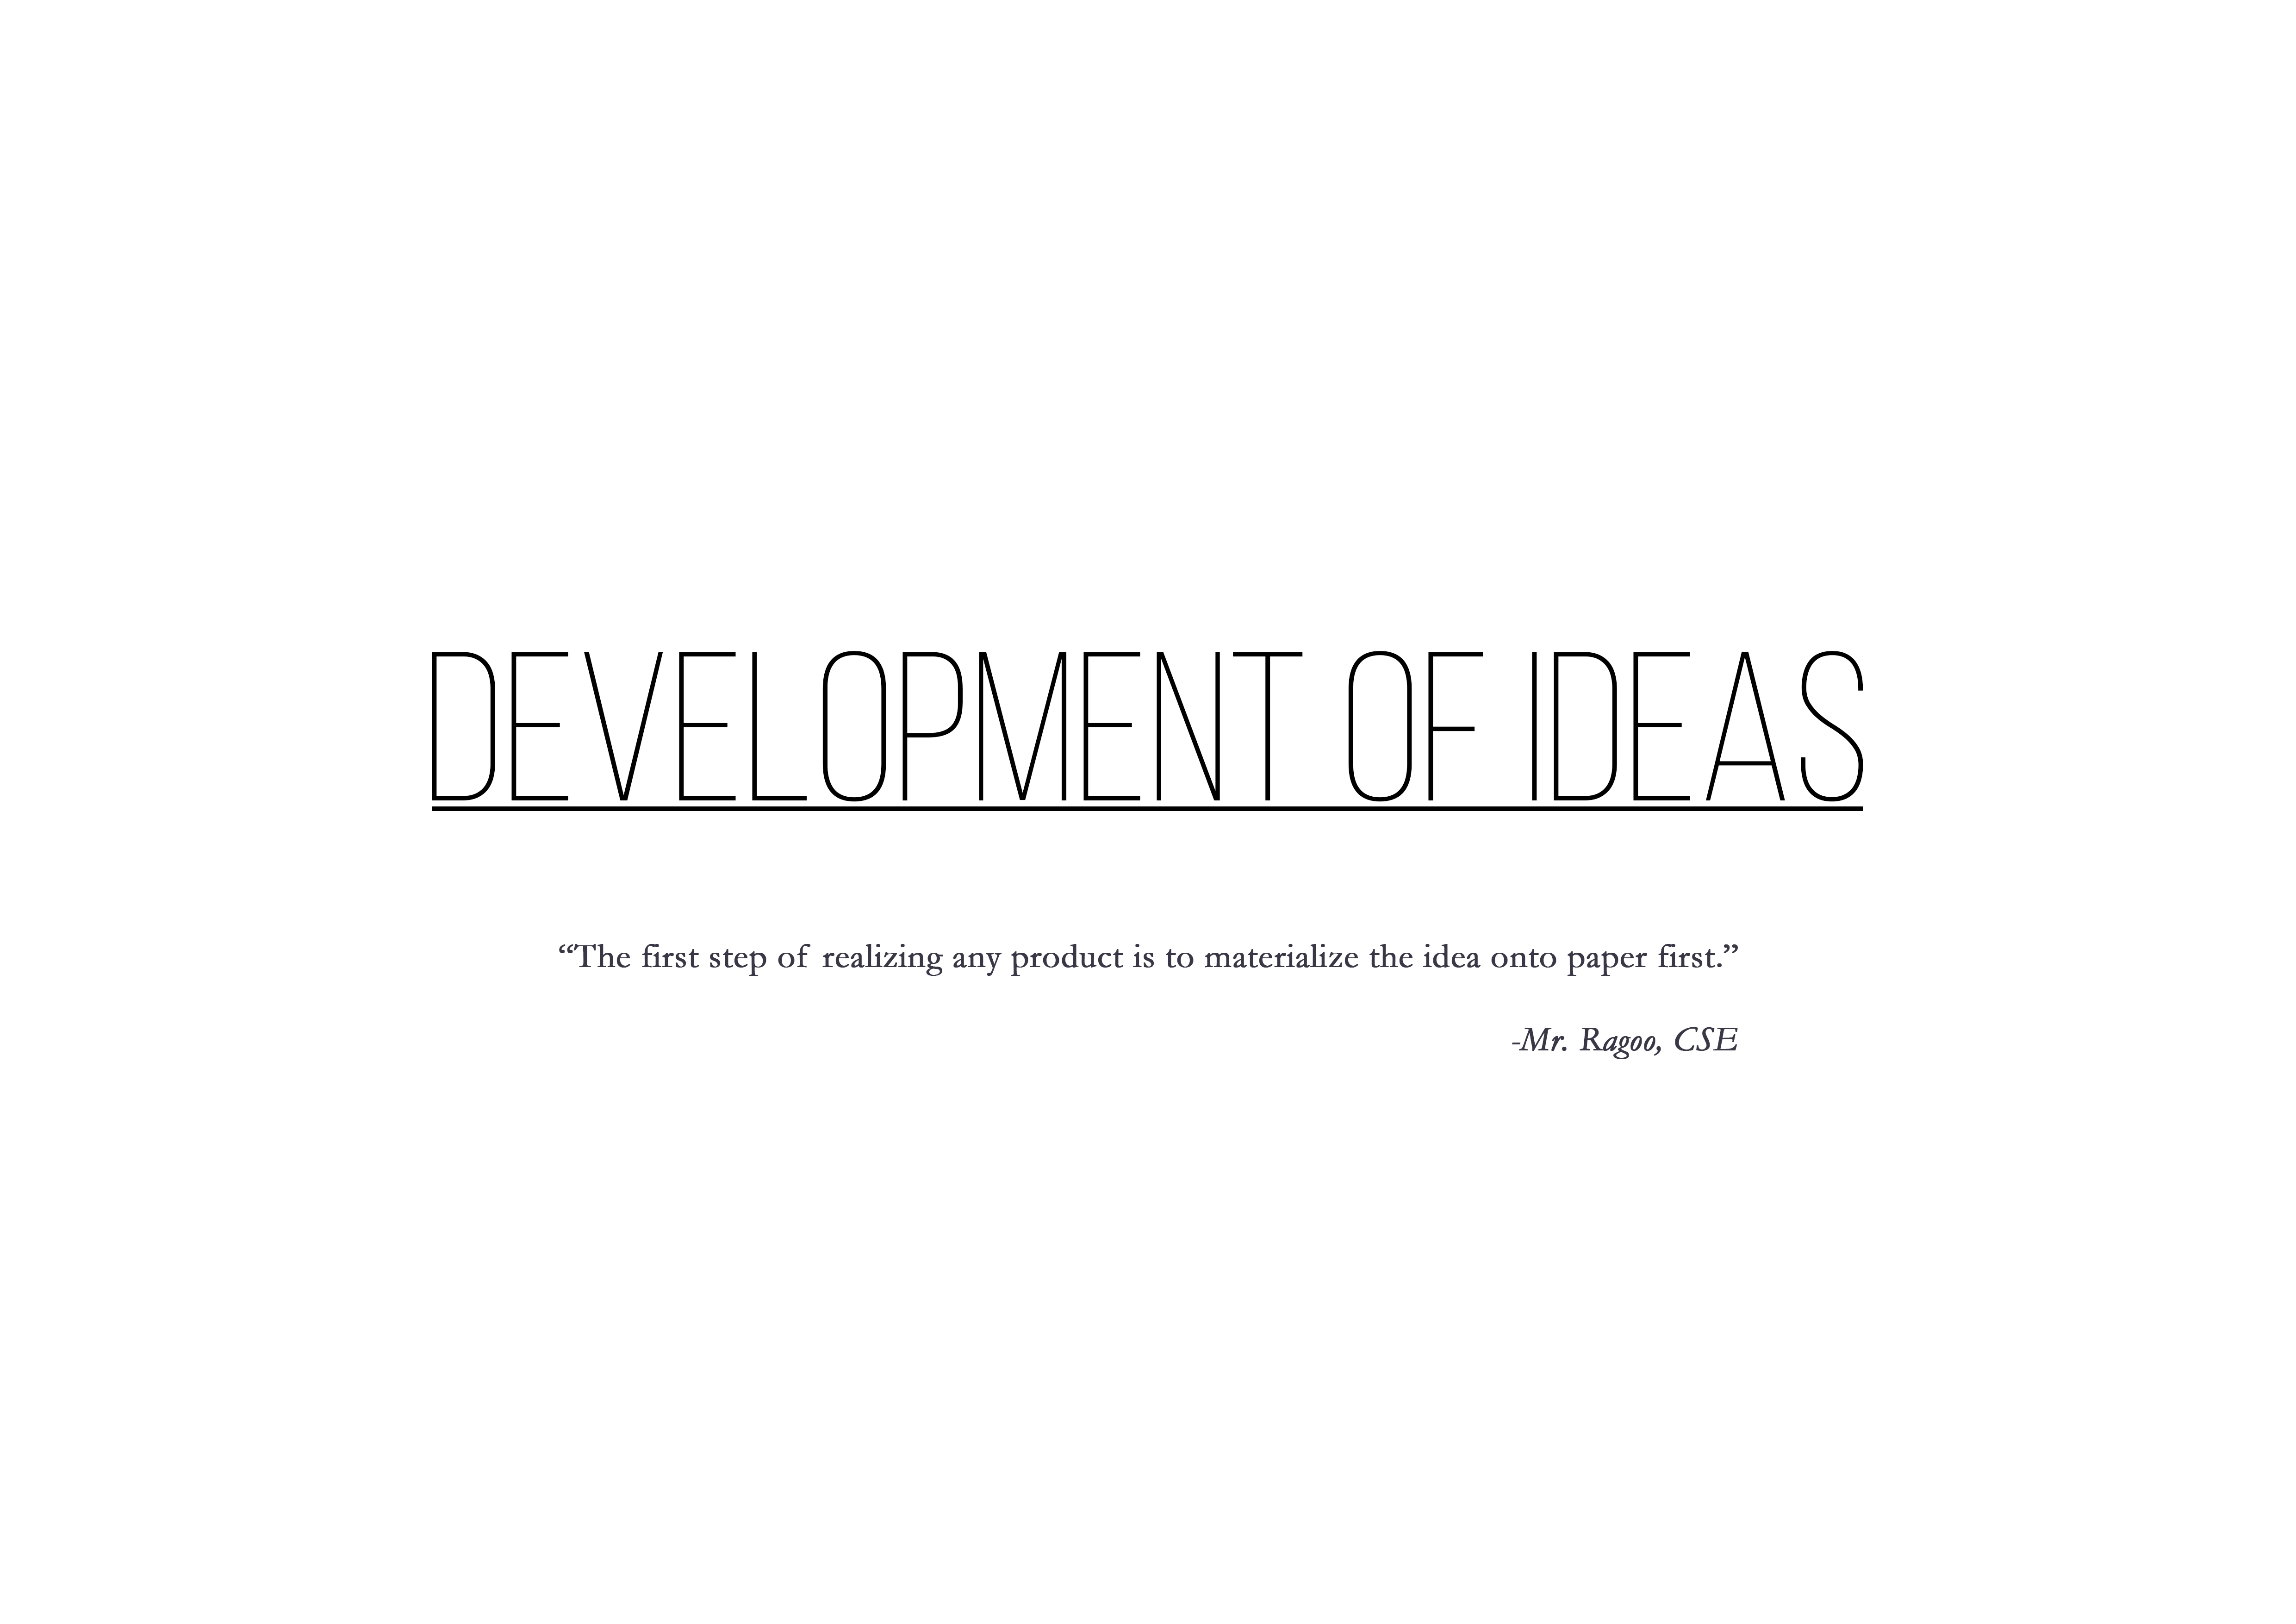 DEVELOPMENT OF IDEAS
“The first step of realizing any product is to materialize the idea onto paper first.”
-Mr. Ragoo, CSE